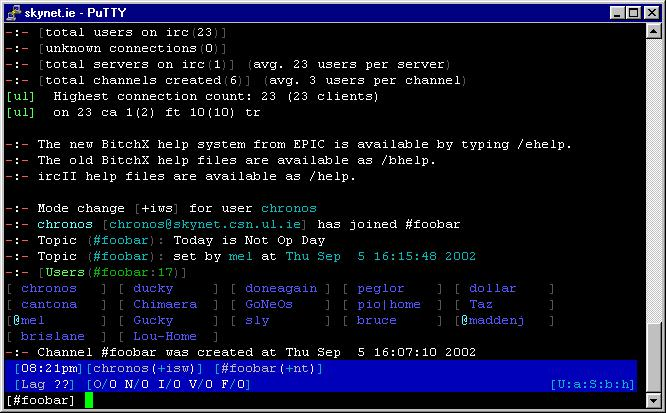 skynet.ie - PuTTY
-:- [total users on irc(23)]
-:- [unknown connections(0)]
-:- [total servers on irc(1)] (avg. 23 users per server)
-:- [total channels created(6)] (avg. 3 users per channel)
[ul]  Highest connection count: 23 (23 clients)
[ul]  on 23 ca 1(2) ft 10(10) tr
-:- The new BitchX help system from EPIC is available by typing /ehelp.
-:- The old BitchX help files are available as /bhelp.
-:- ircII help files are available as /help.
-:- Mode change [+iws] for user chronos
-:- chronos [chronos@skynet.csn.ul.ie] has joined #foobar
-:- Topic (#foobar): Today is Not Op Day
-:- Topic (#foobar): set by mel at Thu Sep  5 16:15:48 2002
-:- [Users(#foobar:17)]
[ chronos   ] [ ducky     ] [ doneagain ] [ peglor    ] [ dollar    ]
[ cantona   ] [ Chimaera  ] [ GoNeOs    ] [ pio|home  ] [ Taz       ]
[@mel       ] [ Gucky     ] [ sly       ] [ bruce     ] [@maddenj   ]
[ brislane  ] [ Lou-Home  ]
-:- Channel #foobar was created at Thu Sep  5 16:07:10 2002
[08:21pm][chronos(+isw)] [#foobar(+nt)]
[Lag ??] [O/0 N/0 I/0 V/0 F/0] [U:a:S:b:h]
[#foobar]